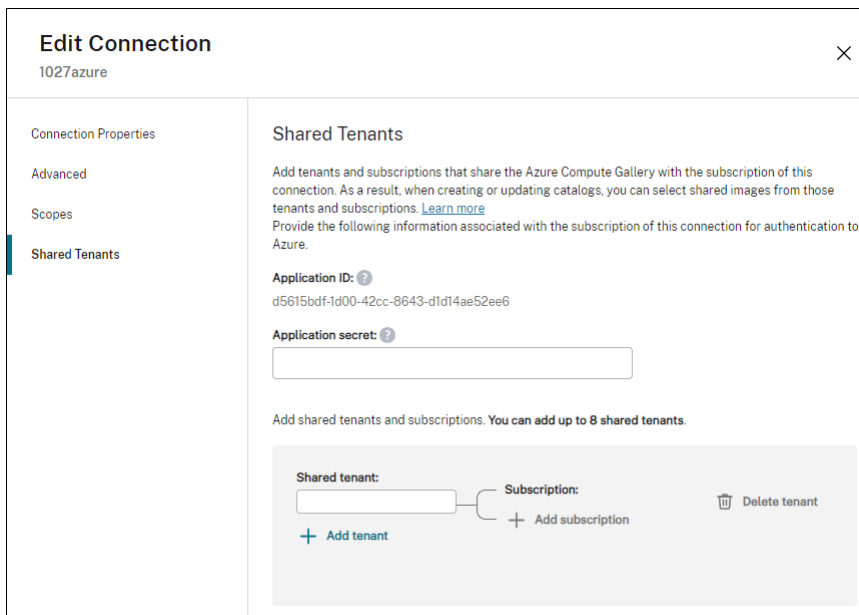 Edit Connection
1027azure
Connection Properties
Advanced
Scopes
Shared Tenants
Shared Tenants
Add tenants and subscriptions that share the Azure Compute Gallery with the subscription of this
connection. As a result, when creating or updating catalogs, you can select shared images from those
tenants and subscriptions. Learn more
Provide the following information associated with the subscription of this connection for authentication to
Azure.
Application ID: ?
d5615bdf-1d00-42cc-8643-d1d14ae52ee6
Application secret: ?
Add shared tenants and subscriptions. You can add up to 8 shared tenants.
Shared tenant:
Subscription:
Delete tenant
Add subscription
Add tenant